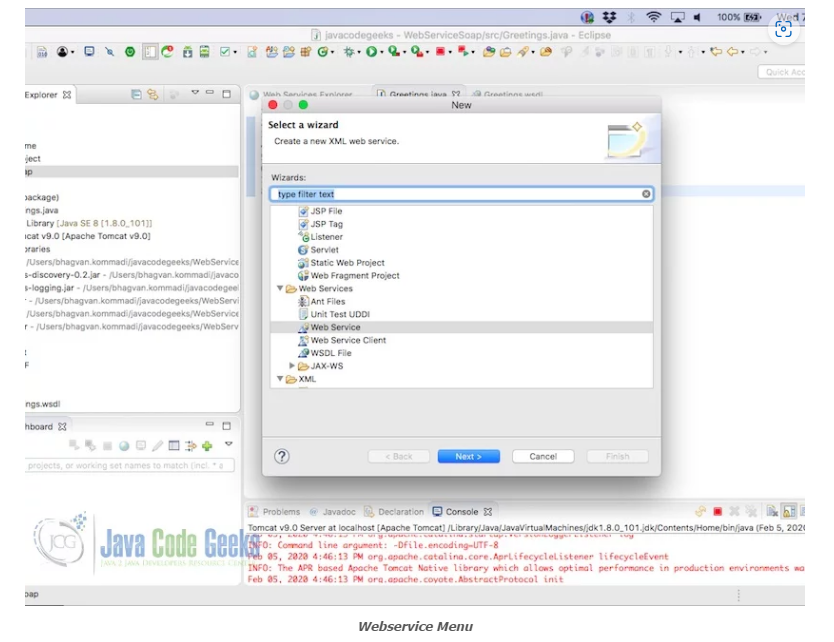 100%
Wed 7
javacodegeeks - WebServiceSoap/src/Greetings.java - Eclipse
Quick Acc
Explorer
Web Services Explorer
Greetings.java
Greetings.wsdl
New
Select a wizard
Create a new XML web service.
Wizards:
type filter text
JSP File
JSP Tag
Listener
Servlet
Static Web Project
Web Fragment Project
Web Services
Ant Files
Unit Test UDDI
Web Service
Web Service Client
WSDL File
JAX-WS
XML
< Back
Next >
Cancel
Finish
me
ject
ap
package)
ngs.java
Library [Java SE 8 [1.8.0_101]]
cat v9.0 [Apache Tomcat v9.0]
oraries
/Users/bhagvan.kommadi/javacodegeeks/WebService
s-discovery-0.2.jar - /Users/bhagvan.kommadi/javaco
s-logging.jar - /Users/bhagvan.kommadi/javacodegeel
r - /Users/bhagvan.kommadi/javacodegeeks/WebServi
/Users/bhagvan.kommadi/javacodegeeks/WebService
r - /Users/bhagvan.kommadi/javacodegeeks/WebServ
ngs.wsdl
hboard
projects, or working set names to match (incl. * a
Problems
Javadoc
Declaration
Console
Tomcat v9.0 Server at localhost [Apache Tomcat] /Library/Java/JavaVirtualMachines/jdk1.8.0_101.jdk/Contents/Home/bin/java (Feb 5, 2020
INFO: Command line argument: -Dfile.encoding=UTF-8
Feb 05, 2020 4:46:13 PM org.apache.catalina.core.AprLifecycleListener lifecycleEvent
INFO: The APR based Apache Tomcat Native library which allows optimal performance in production environments wa
Feb 05, 2020 4:46:13 PM org.apache.coyote.AbstractProtocol init
JCG
Java Code Geeks
JAVA 2 JAVA DEVELOPERS RESOURCE CENTER
oap
Webservice Menu